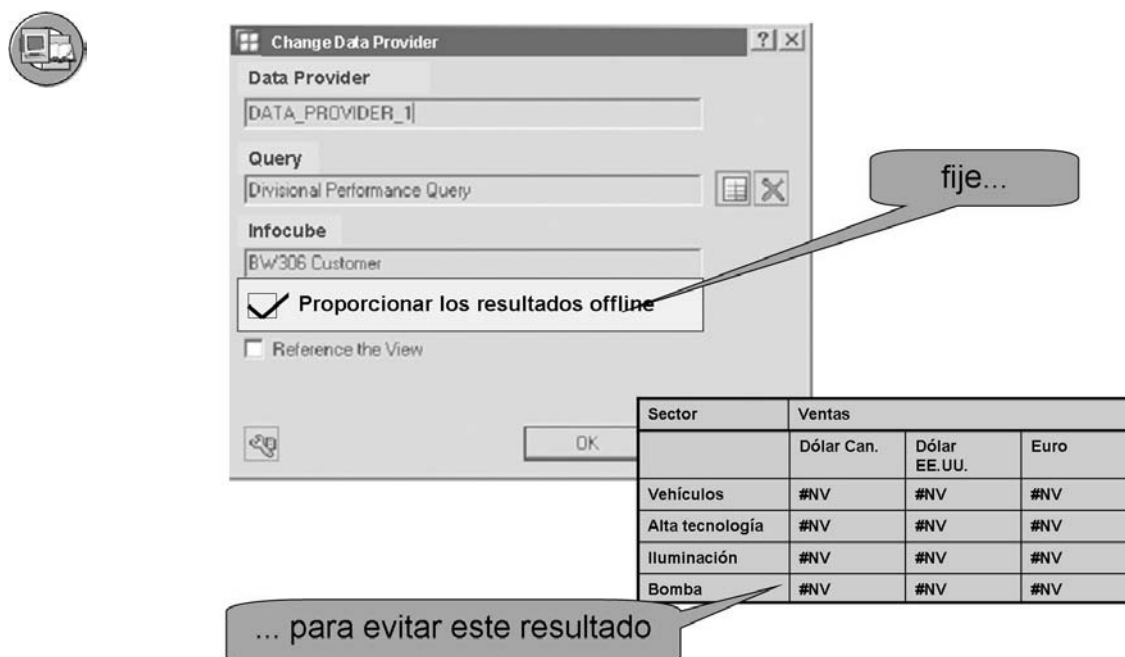 Change Data Provider
Data Provider
DATA_PROVIDER_1
Query
Divisional Performance Query
Infocube
BW306 Customer
Proporcionar los resultados offline
Reference the View
OK
fije...
Sector Ventas
Dólar Can. Dólar EE.UU. Euro
Vehículos #NV #NV #NV
Alta tecnología #NV #NV #NV
Iluminación #NV #NV #NV
Bomba #NV #NV #NV
... para evitar este resultado